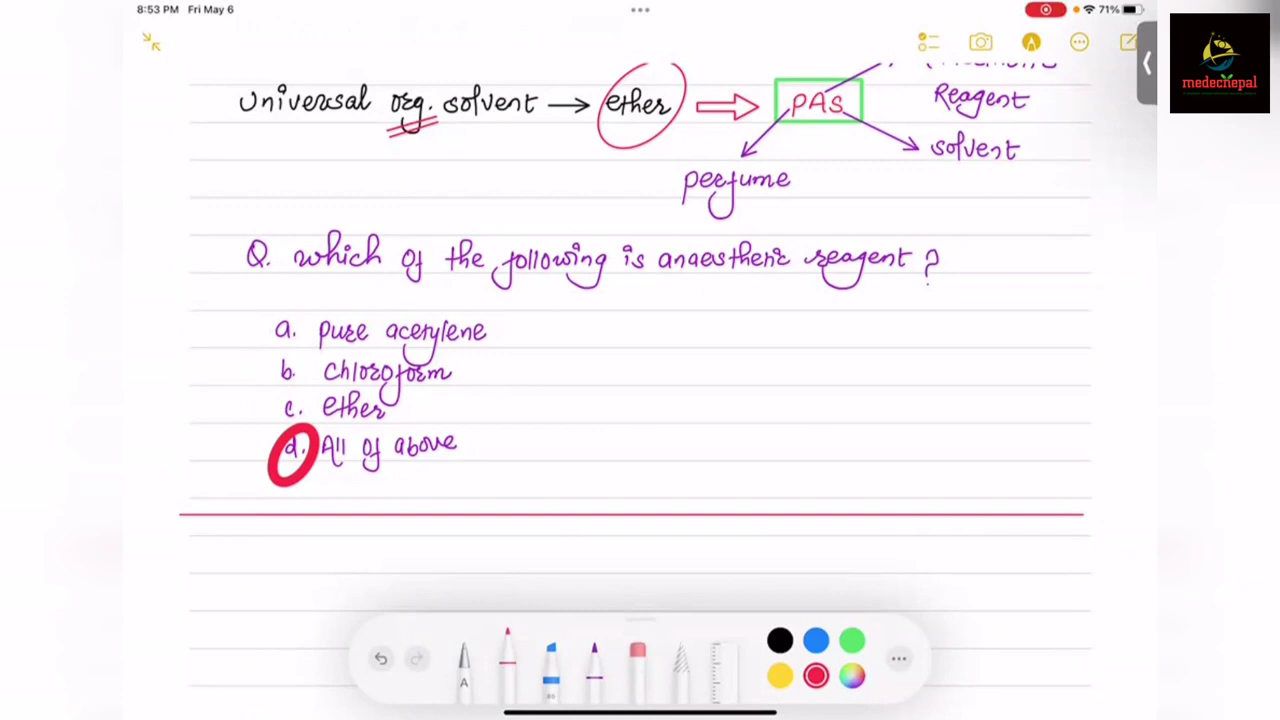 8:53 PM Fri May 6
71%
medecnepal
Universal org. solvent → ether ⇒ PAS
Reagent
solvent
perfume
Q. which of the following is anaesthetic reagent ?
a. pure acetylene
b. chloroform
c. Ether
d. All of above
A